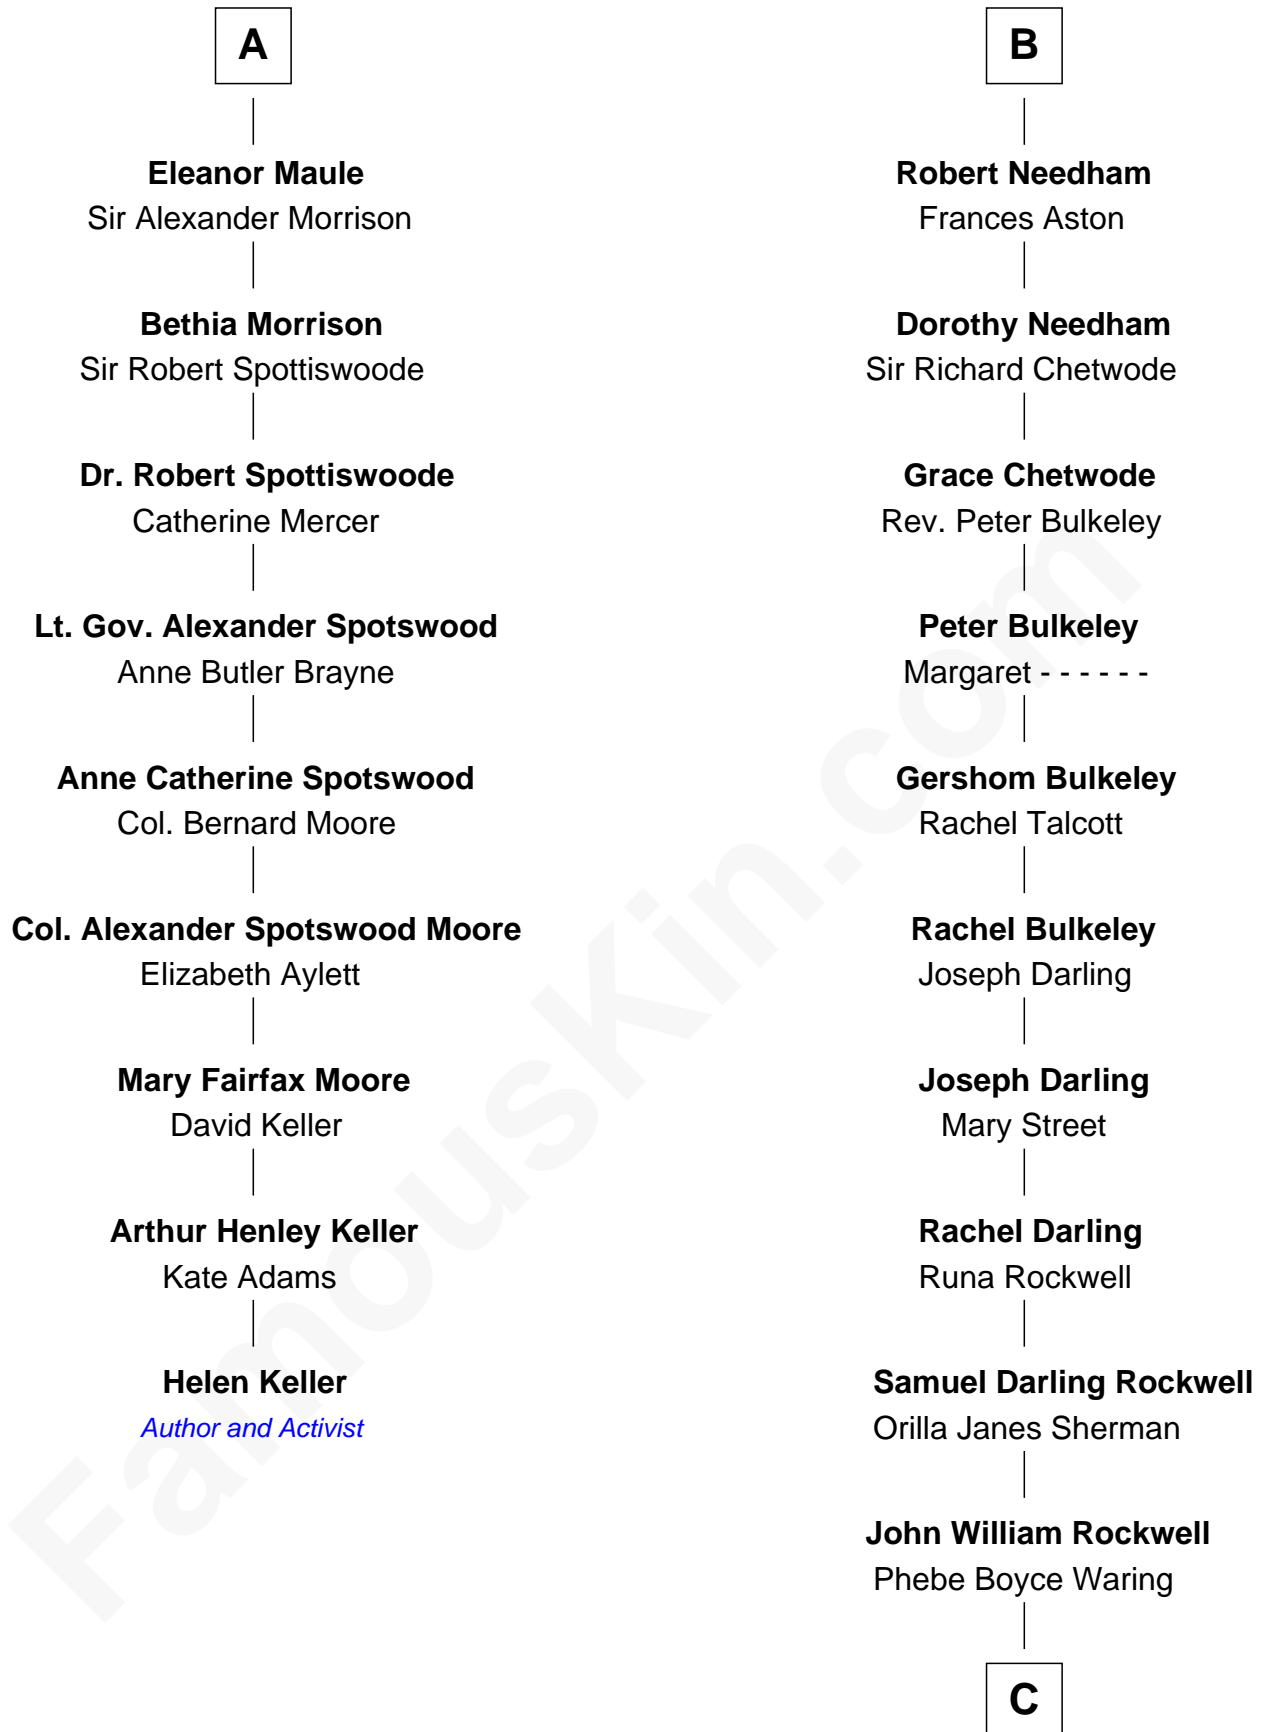 A
Eleanor Maule
Sir Alexander Morrison
Bethia Morrison
Sir Robert Spottiswoode
Dr. Robert Spottiswoode
Catherine Mercer
Lt. Gov. Alexander Spotswood
Anne Butler Brayne
Anne Catherine Spotswood
Col. Bernard Moore
Col. Alexander Spotswood Moore
Elizabeth Aylett
Mary Fairfax Moore
David Keller
Arthur Henley Keller
Kate Adams
Helen Keller
Author and Activist
B
Robert Needham
Frances Aston
Dorothy Needham
Sir Richard Chetwode
Grace Chetwode
Rev. Peter Bulkeley
Peter Bulkeley
Margaret - - - - - -
Gershom Bulkeley
Rachel Talcott
Rachel Bulkeley
Joseph Darling
Joseph Darling
Mary Street
Rachel Darling
Runa Rockwell
Samuel Darling Rockwell
Orilla Janes Sherman
John William Rockwell
Phebe Boyce Waring
C
FamousKin.com